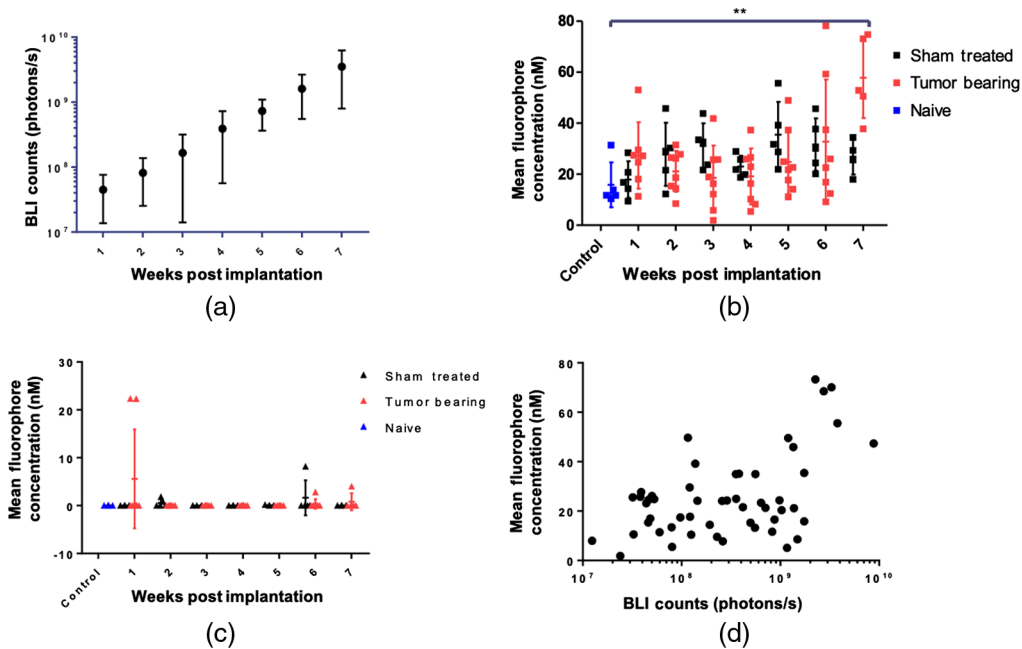 (a)
BLI counts (photons/s)
10^10
10^9
10^8
10^7
1 2 3 4 5 6 7
Weeks post implantation
(b)
**
Mean fluorophore
concentration (nM)
80
60
40
20
0
Control 1 2 3 4 5 6 7
Weeks post implantation
Sham treated
Tumor bearing
Naive
(c)
Mean fluorophore
concentration (nM)
30
20
10
0
-10
Control 1 2 3 4 5 6 7
Weeks post implantation
Sham treated
Tumor bearing
Naive
(d)
Mean fluorophore
concentration (nM)
80
60
40
20
0
10^7 10^8 10^9 10^10
BLI counts (photons/s)